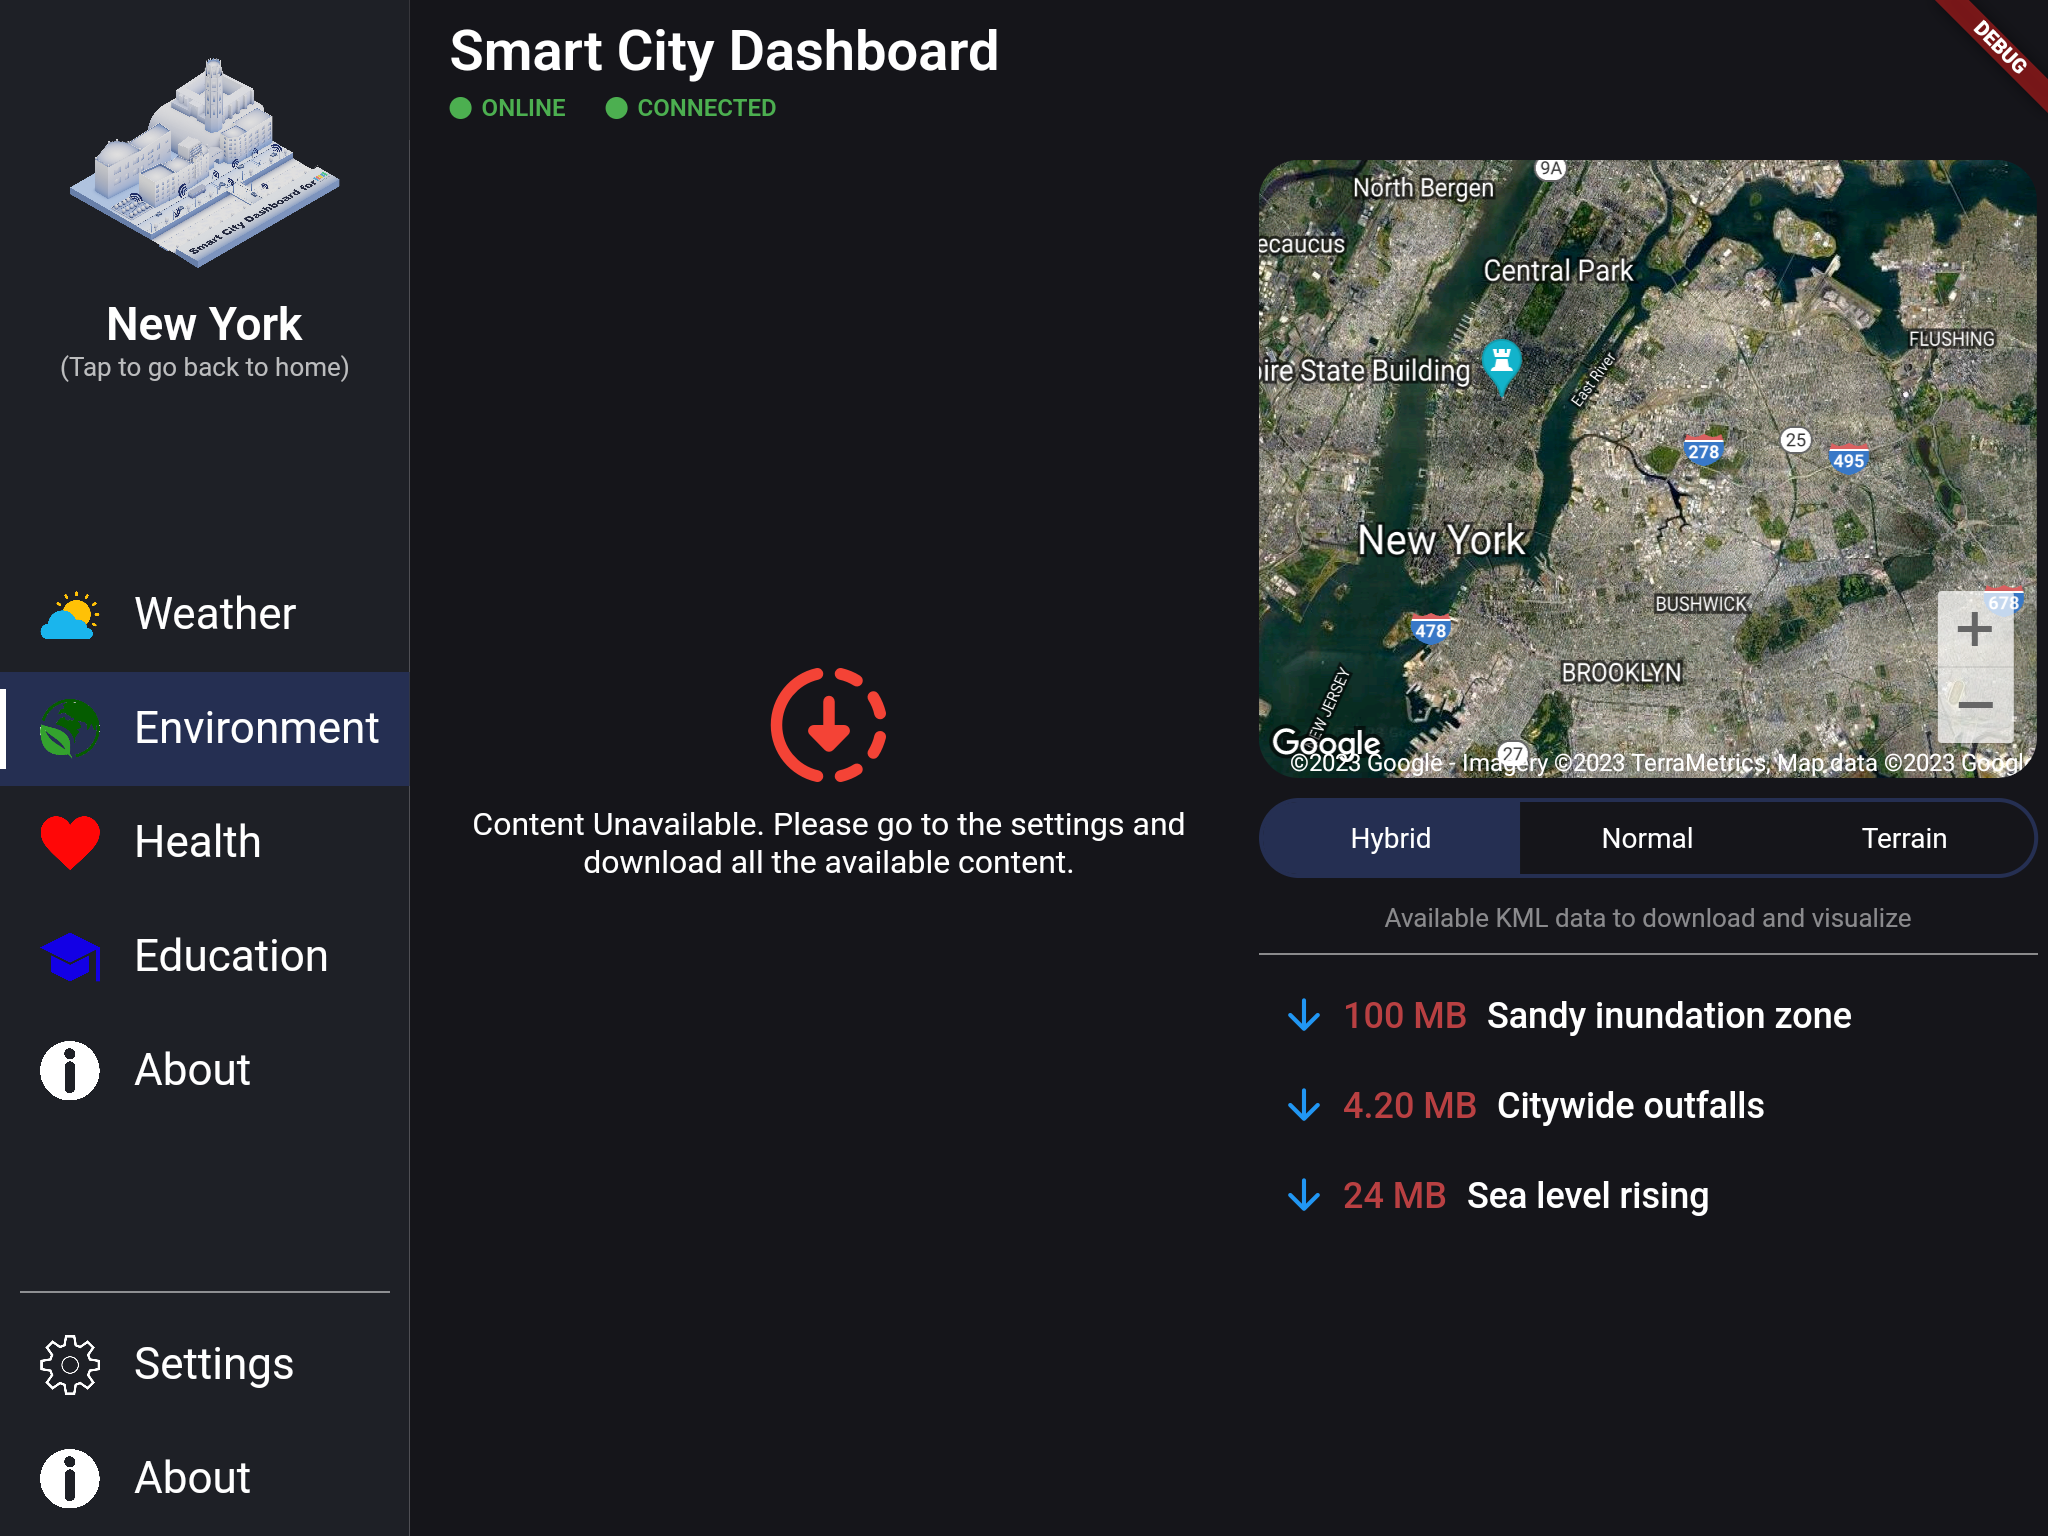 Smart City Dashboard for
New York
(Tap to go back to home)
Weather
Environment
Health
Education
About
Settings
About
Smart City Dashboard
ONLINE
CONNECTED
DEBUG
Content Unavailable. Please go to the settings and
download all the available content.
9A
North Bergen
ecaucus
Central Park
FLUSHING
ire State Building
East River
278
25
495
New York
BUSHWICK
678
478
BROOKLYN
EW JERSEY
+
−
Google
27
©2023 Google - Imagery ©2023 TerraMetrics, Map data ©2023 Googl
Hybrid
Normal
Terrain
Available KML data to download and visualize
100 MB Sandy inundation zone
4.20 MB Citywide outfalls
24 MB Sea level rising